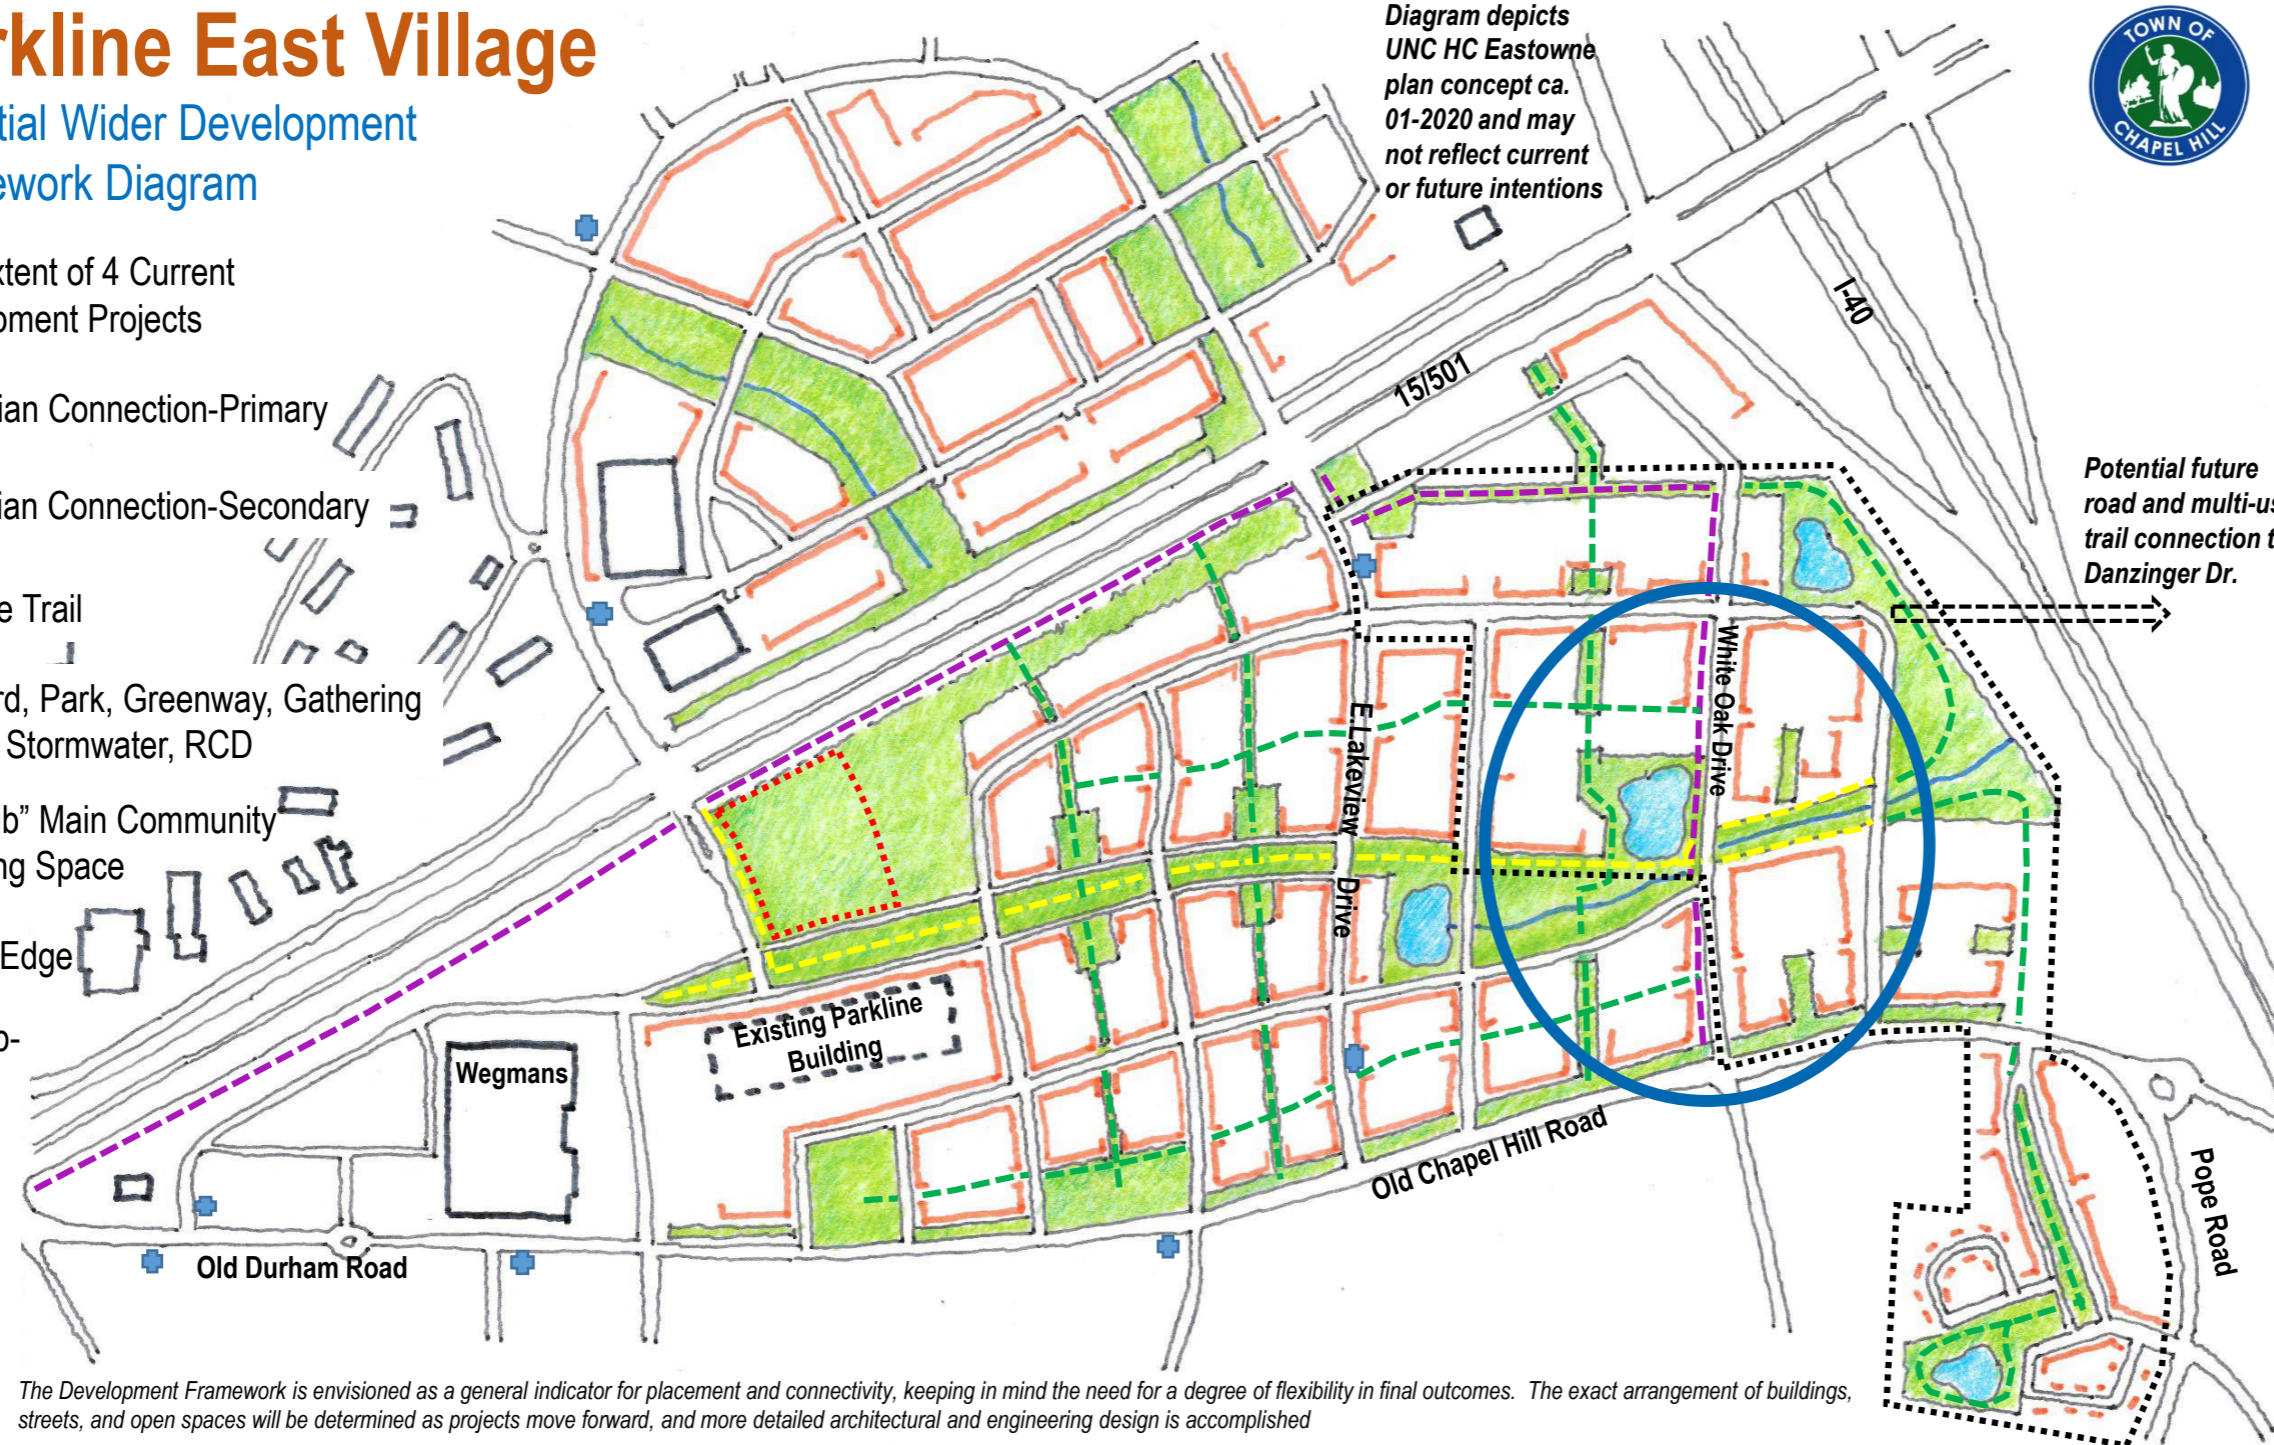 rkline East Village
tial Wider Development
ework Diagram
xtent of 4 Current
oment Projects
ian Connection-Primary
ian Connection-Secondary
e Trail
rd, Park, Greenway, Gathering
Stormwater, RCD
b” Main Community
ng Space
Edge
o-
Diagram depicts
UNC HC Eastowne
plan concept ca.
01-2020 and may
not reflect current
or future intentions
TOWN OF
CHAPEL HILL
I-40
15/501
Potential future
road and multi-us
trail connection t
Danzinger Dr.
White Oak Drive
E.Lakeview
Drive
Existing Parkline
Building
Wegmans
Old Chapel Hill Road
Pope Road
Old Durham Road
The Development Framework is envisioned as a general indicator for placement and connectivity, keeping in mind the need for a degree of flexibility in final outcomes. The exact arrangement of buildings,
streets, and open spaces will be determined as projects move forward, and more detailed architectural and engineering design is accomplished